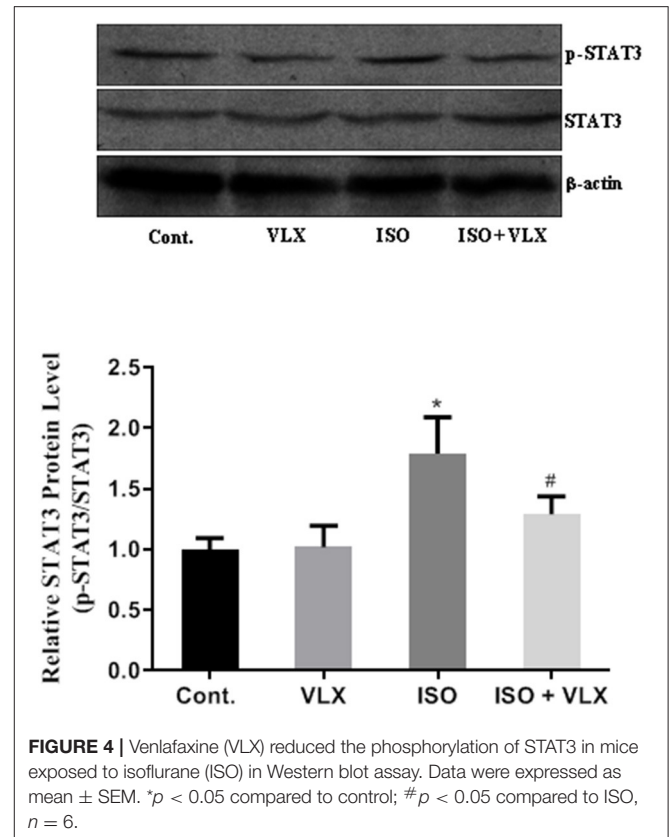 p-STAT3
STAT3
β-actin
Cont. VLX ISO ISO+VLX
Relative STAT3 Protein Level
(p-STAT3/STAT3)
2.5
2.0
1.5
1.0
0.5
0.0
*
#
Cont. VLX ISO ISO + VLX
FIGURE 4 | Venlafaxine (VLX) reduced the phosphorylation of STAT3 in mice
exposed to isoflurane (ISO) in Western blot assay. Data were expressed as
mean ± SEM. *p < 0.05 compared to control; #p < 0.05 compared to ISO,
n = 6.